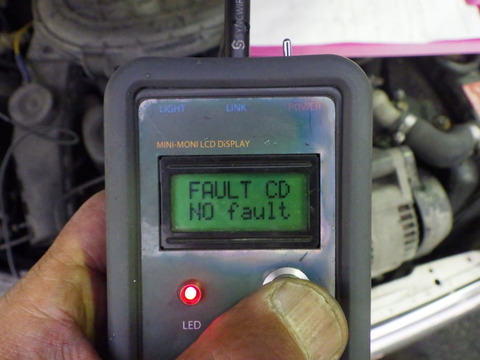 LIGHT LINK POWER
MINI-MONI LCD DiSPLAY
FAULT CD
NO fault
LED